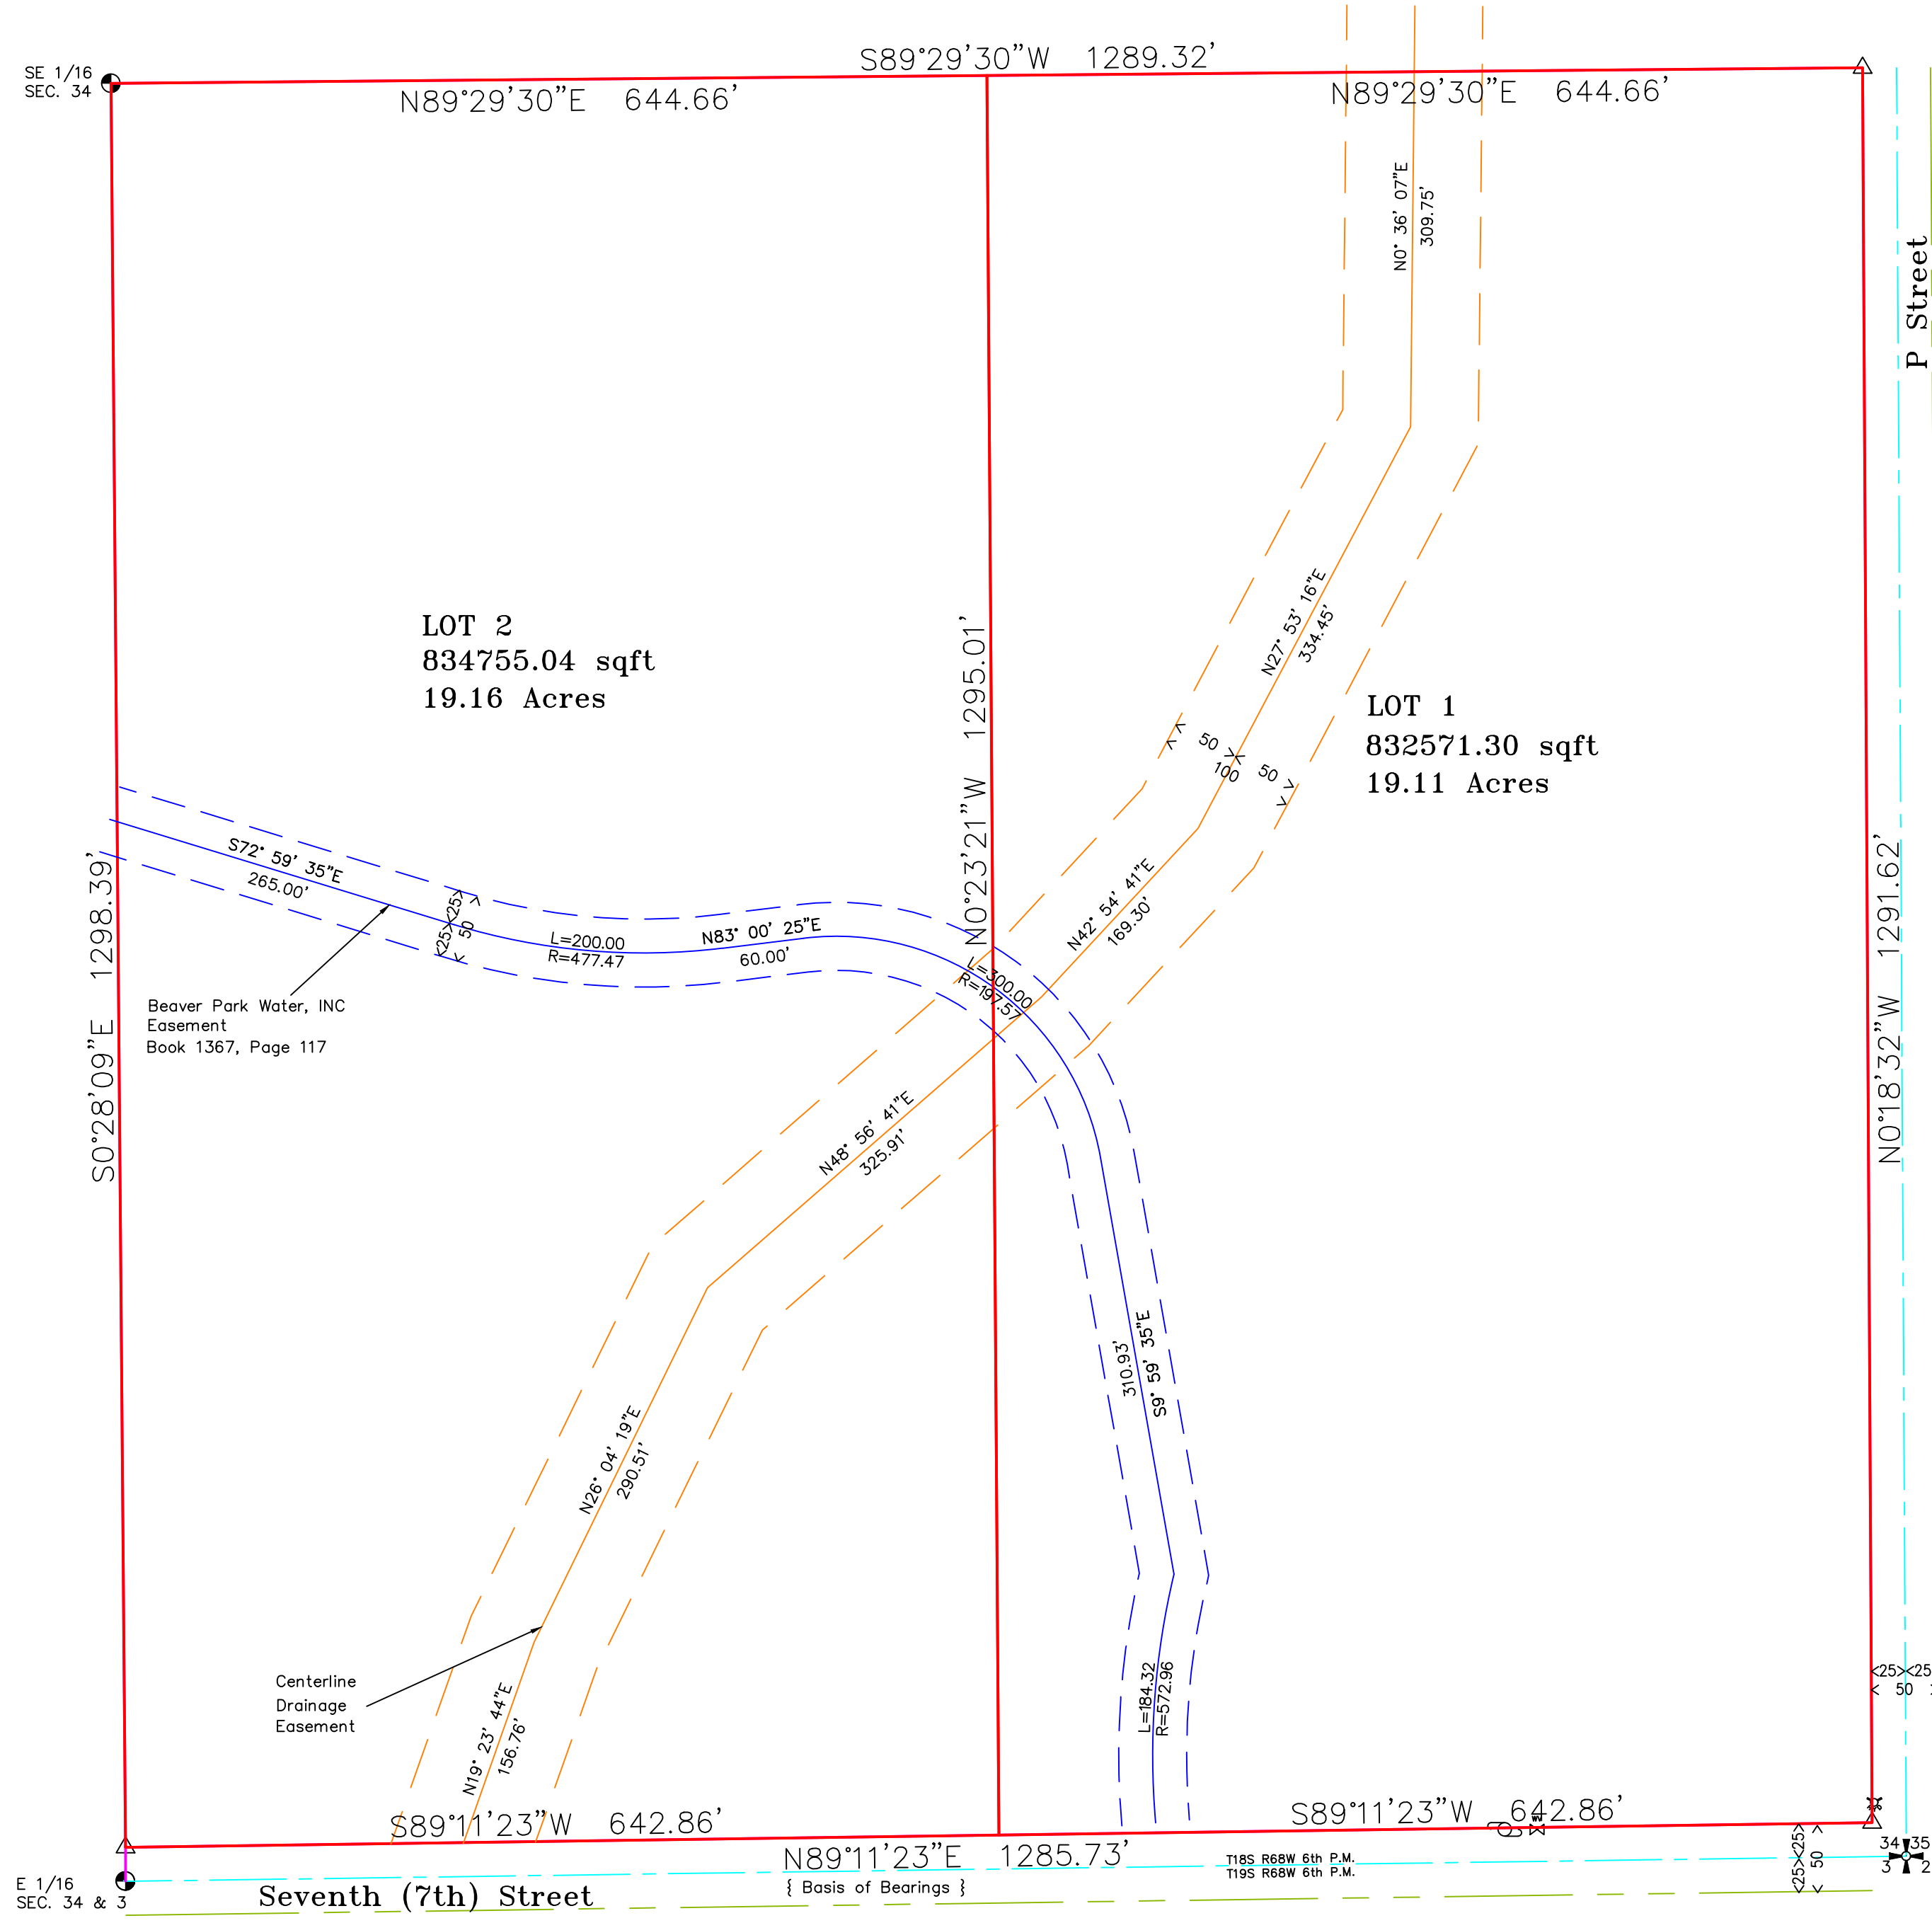 S89°29'30"W 1289.32'
SE 1/16
SEC. 34
N89°29'30"E 644.66'
N89°29'30"E 644.66'
N0° 36' 07"E
309.75'
P Street
LOT 2
834755.04 sqft
19.16 Acres
N0°23'21"W 1295.01'
N27° 53' 16"E
334.45'
LOT 1
832571.30 sqft
19.11 Acres
50
50
100
S0°28'09"E 1298.39'
N0°18'32"W 1291.62'
S72° 59' 35"E
265.00'
<25><25>
50
L=200.00
R=477.47
N83° 00' 25"E
60.00'
N42° 54' 41"E
169.30'
L=300.00
R=197.57
Beaver Park Water, INC
Easement
Book 1367, Page 117
N48° 56' 41"E
325.91'
310.93'
S9° 59' 35"E
N26° 04' 19"E
290.51'
Centerline
Drainage
Easement
N19° 23' 44"E
156.76'
L=184.32
R=572.96
<25><25
< 50
S89°11'23"W 642.86'
S89°11'23"W 642.86'
N89°11'23"E 1285.73'
{ Basis of Bearings }
T18S R68W 6th P.M.
T19S R68W 6th P.M.
<25><25>
50
34 35
3 2
E 1/16
SEC. 34 & 3
Seventh (7th) Street